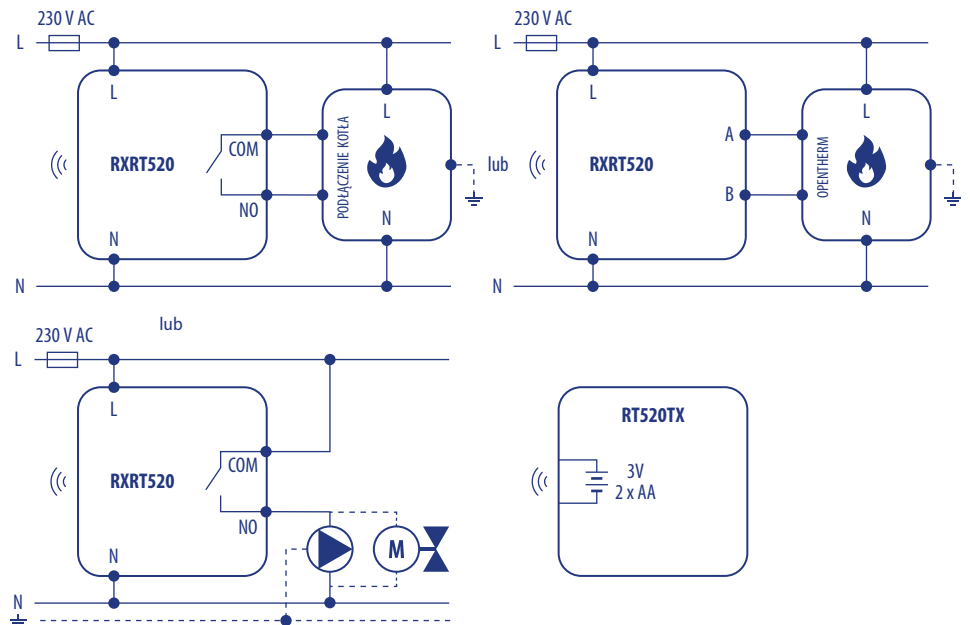 230 V AC
L
L
RXRT520
COM
NO
N
N
PODŁĄCZENIE KOTŁA
L
N
lub
230 V AC
L
L
RXRT520
A
B
N
OPENTHERM
L
N
lub
230 V AC
L
L
RXRT520
COM
NO
N
N
M
RT520TX
3V
2 x AA